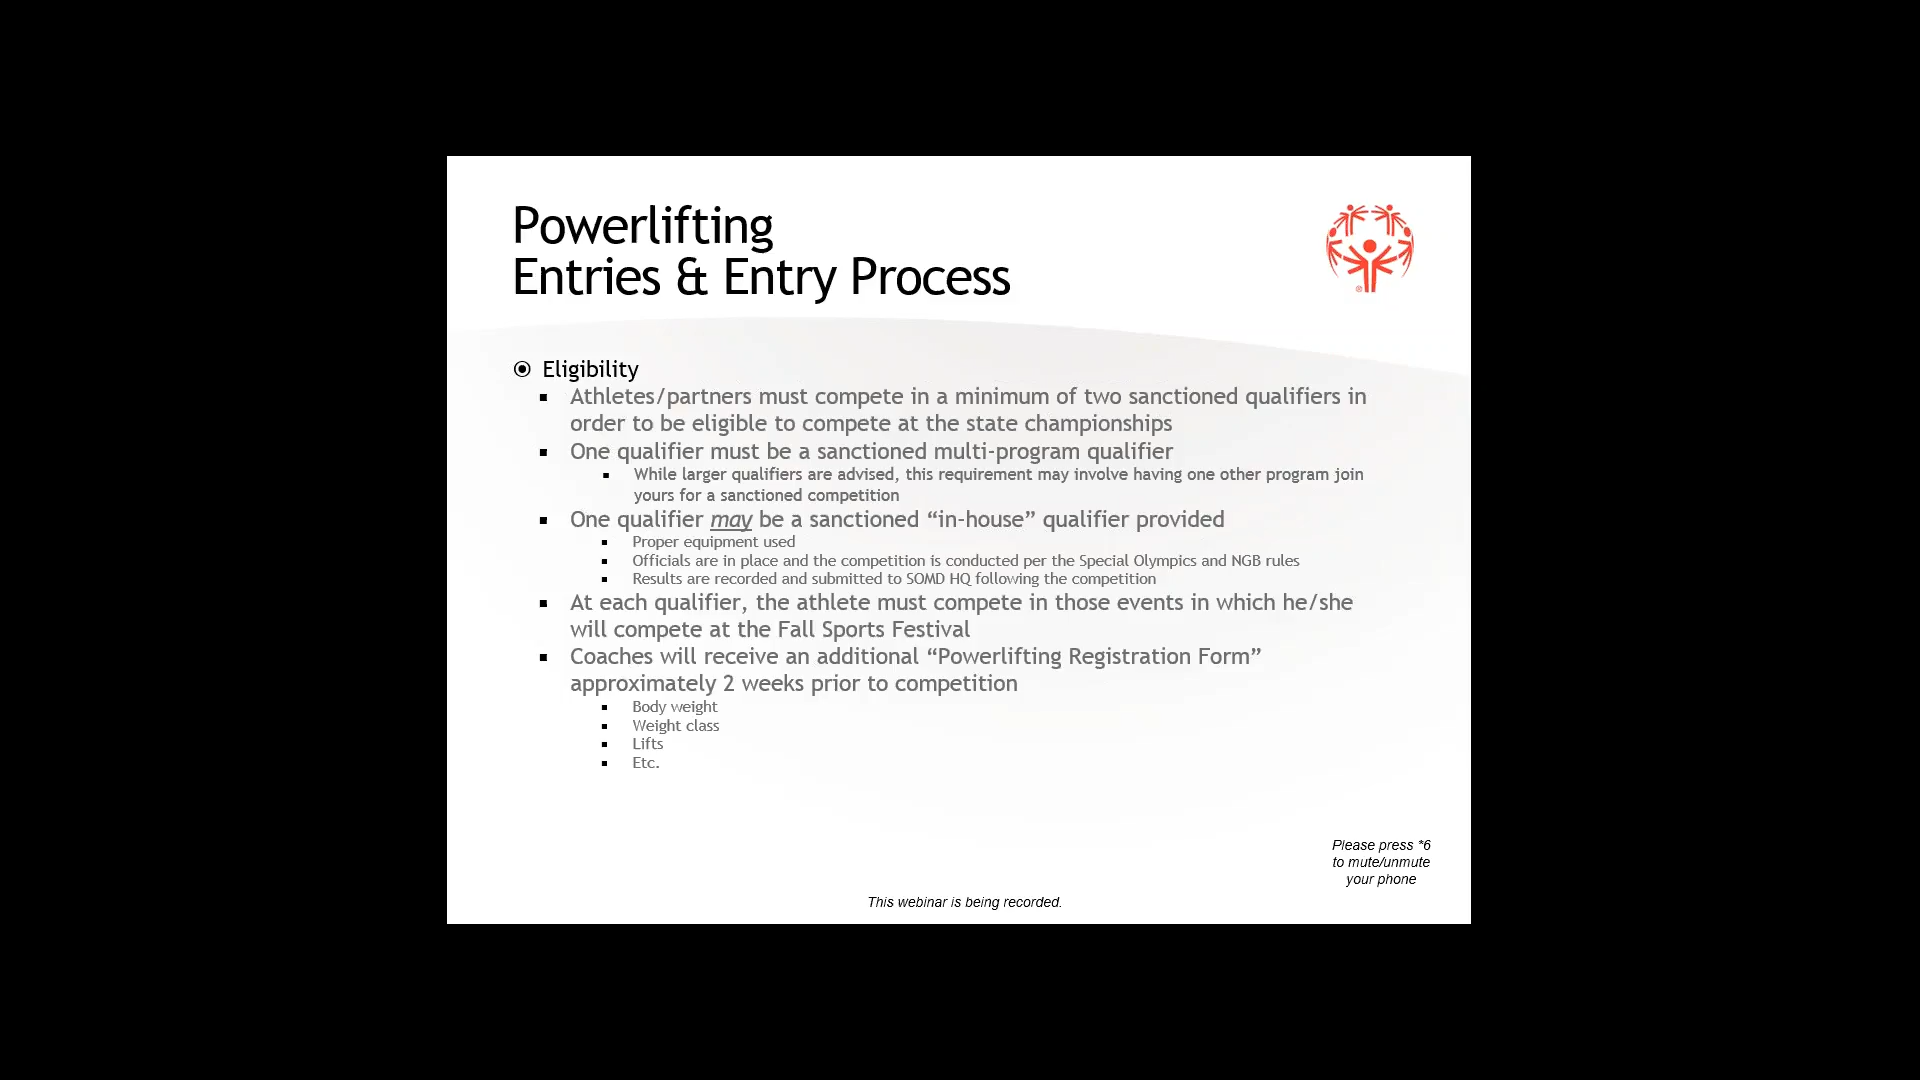 Powerlifting
Entries & Entry Process
Eligibility
Athletes/partners must compete in a minimum of two sanctioned qualifiers in
order to be eligible to compete at the state championships
One qualifier must be a sanctioned multi-program qualifier
While larger qualifiers are advised, this requirement may involve having one other program join
yours for a sanctioned competition
One qualifier may be a sanctioned “in-house” qualifier provided
Proper equipment used
Officials are in place and the competition is conducted per the Special Olympics and NGB rules
Results are recorded and submitted to SOMD HQ following the competition
At each qualifier, the athlete must compete in those events in which he/she
will compete at the Fall Sports Festival
Coaches will receive an additional “Powerlifting Registration Form”
approximately 2 weeks prior to competition
Body weight
Weight class
Lifts
Etc.
Please press *6
to mute/unmute
your phone
This webinar is being recorded.